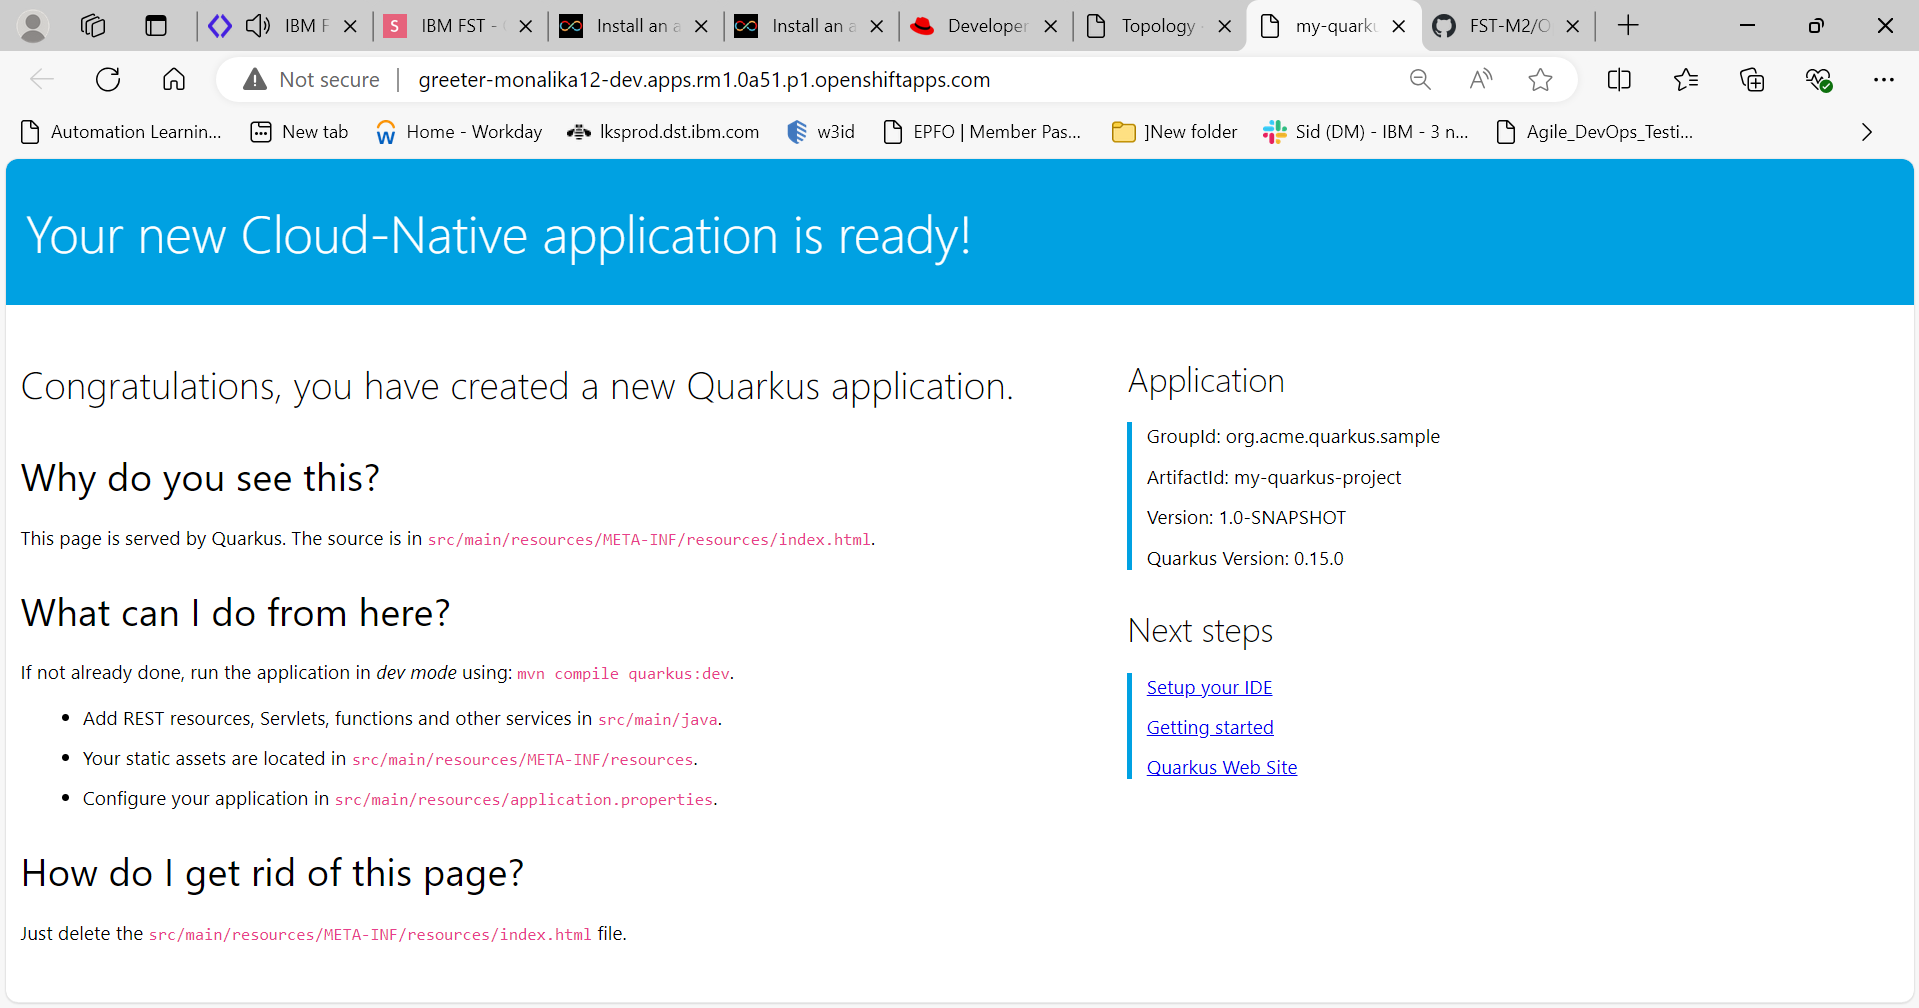 IBM F
IBM FST -
Install an a
Install an a
Developer
Topology
my-quarku
FST-M2/O
Not secure
greeter-monalika12-dev.apps.rm1.0a51.p1.openshiftapps.com
Automation Learnin...
New tab
Home - Workday
lksprod.dst.ibm.com
w3id
EPFO | Member Pas...
]New folder
Sid (DM) - IBM - 3 n...
Agile_DevOps_Testi...
Your new Cloud-Native application is ready!
Congratulations, you have created a new Quarkus application.
Why do you see this?
This page is served by Quarkus. The source is in src/main/resources/META-INF/resources/index.html.
What can I do from here?
If not already done, run the application in dev mode using: mvn compile quarkus:dev.
• Add REST resources, Servlets, functions and other services in src/main/java.
• Your static assets are located in src/main/resources/META-INF/resources.
• Configure your application in src/main/resources/application.properties.
How do I get rid of this page?
Just delete the src/main/resources/META-INF/resources/index.html file.
Application
GroupId: org.acme.quarkus.sample
ArtifactId: my-quarkus-project
Version: 1.0-SNAPSHOT
Quarkus Version: 0.15.0
Next steps
Setup your IDE
Getting started
Quarkus Web Site